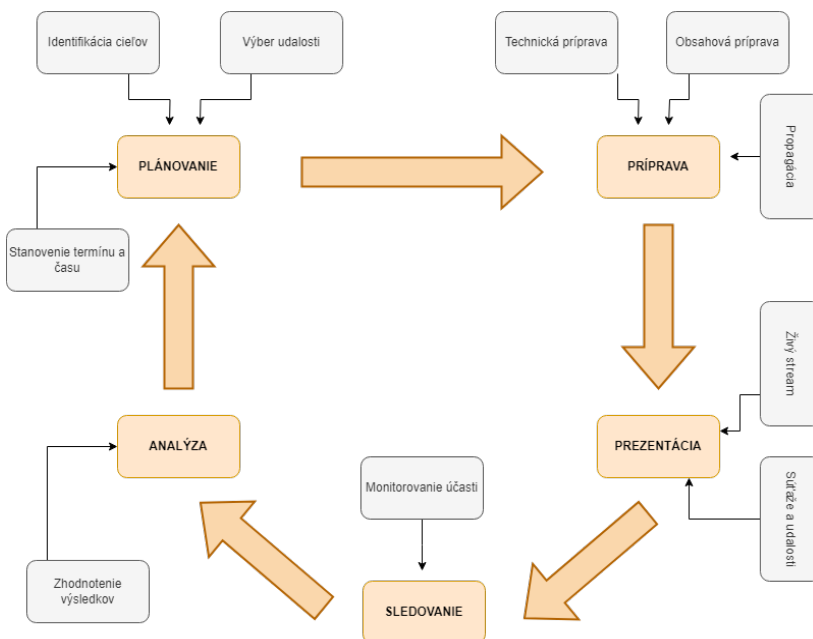 Identifikácia cieľov
Výber udalosti
Technická príprava
Obsahová príprava
PLÁNOVANIE
PRÍPRAVA
Propagácia
Stanovenie termínu a
času
Živý stream
ANALÝZA
PREZENTÁCIA
Monitorovanie účasti
Súťaže a udalosti
Zhodnotenie
výsledkov
SLEDOVANIE